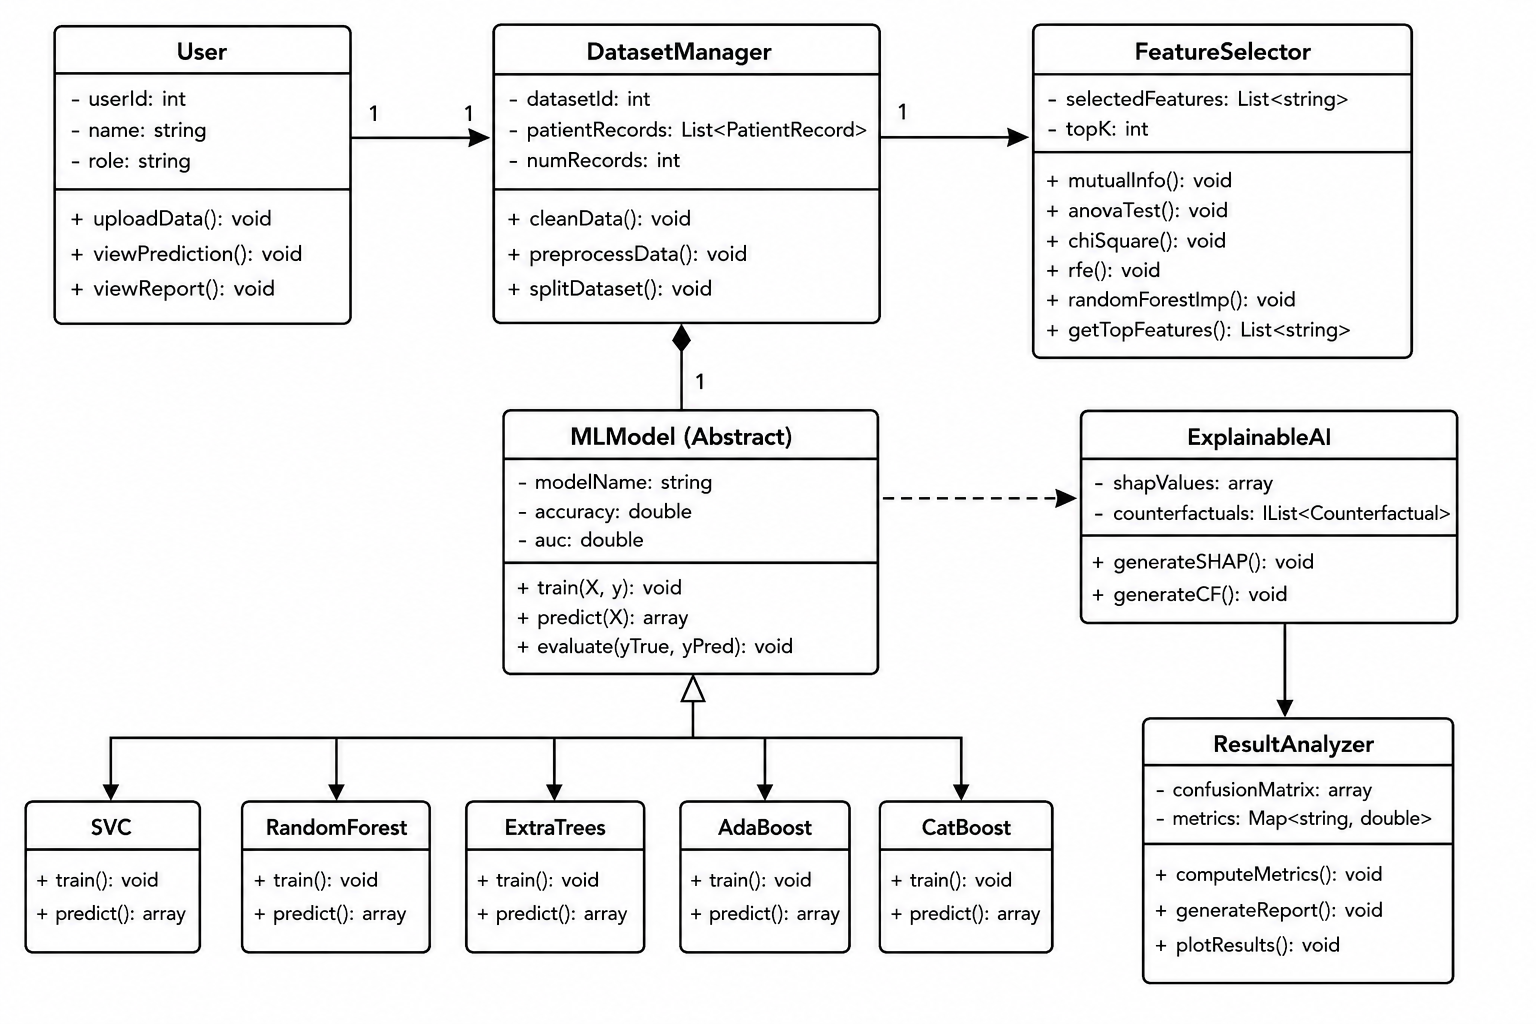 User
- userId: int
- name: string
- role: string
+ uploadData(): void
+ viewPrediction(): void
+ viewReport(): void
1
1
DatasetManager
- datasetId: int
- patientRecords: List<PatientRecord>
- numRecords: int
+ cleanData(): void
+ preprocessData(): void
+ splitDataset(): void
1
FeatureSelector
- selectedFeatures: List<string>
- topK: int
+ mutualInfo(): void
+ anovaTest(): void
+ chiSquare(): void
+ rfe(): void
+ randomForestImp(): void
+ getTopFeatures(): List<string>
1
MLModel (Abstract)
- modelName: string
- accuracy: double
- auc: double
+ train(X, y): void
+ predict(X): array
+ evaluate(yTrue, yPred): void
ExplainableAI
- shapValues: array
- counterfactuals: IList<Counterfactual>
+ generateSHAP(): void
+ generateCF(): void
SVC
+ train(): void
+ predict(): array
RandomForest
+ train(): void
+ predict(): array
ExtraTrees
+ train(): void
+ predict(): array
AdaBoost
+ train(): void
+ predict(): array
CatBoost
+ train(): void
+ predict(): array
ResultAnalyzer
- confusionMatrix: array
- metrics: Map<string, double>
+ computeMetrics(): void
+ generateReport(): void
+ plotResults(): void